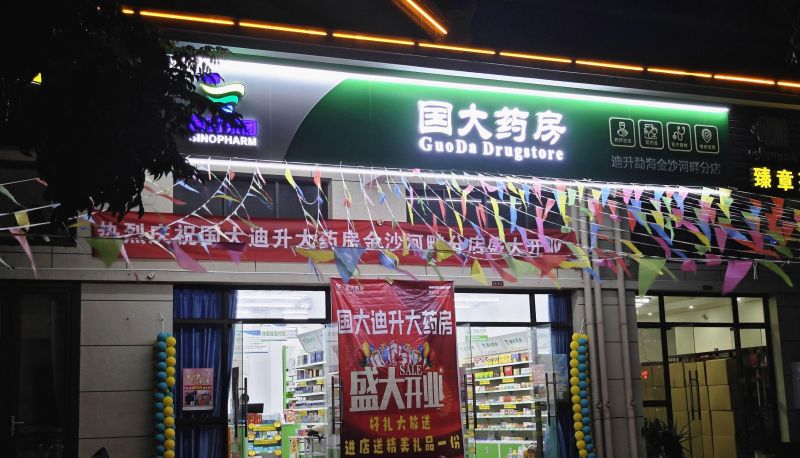 SINOPHARM
国大药房
GuoDa Drugstore
迪升勐海金沙河畔分店
臻章
热烈庆祝国大迪升大药房金沙河畔分店盛大开业
国大迪升大药房
SALE
盛大开业
好礼大放送
进店送精美礼品一份